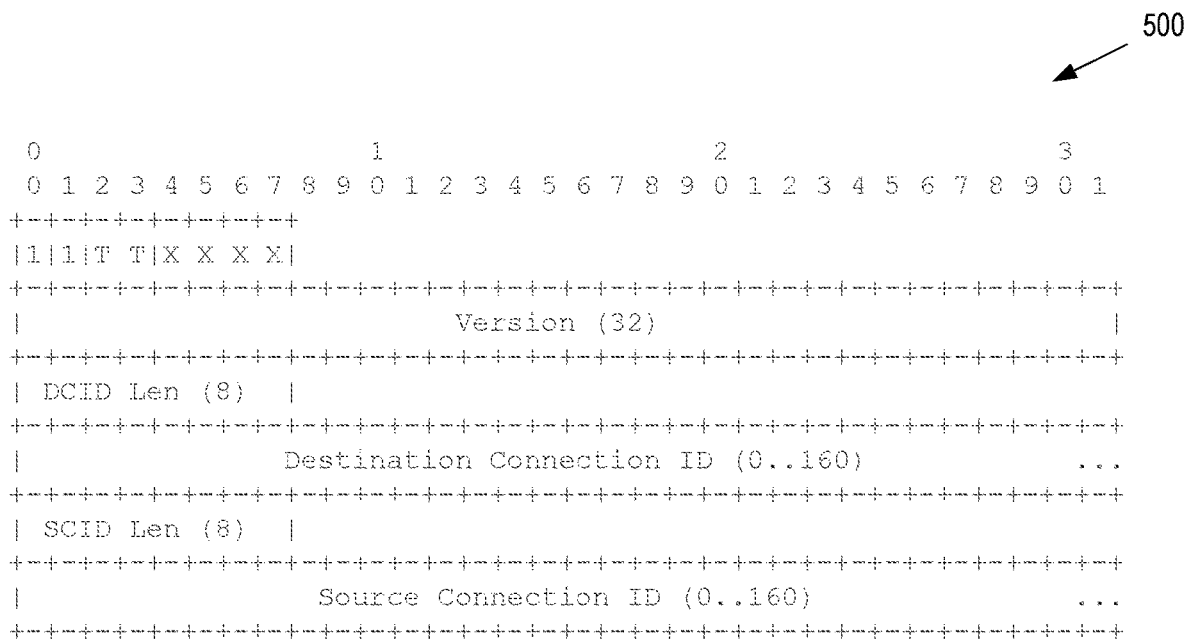 500
0 1 2 3
0 1 2 3 4 5 6 7 8 9 0 1 2 3 4 5 6 7 8 9 0 1 2 3 4 5 6 7 8 9 0 1
+-+-+-+-+-+-+-+-+
|1|1|T T|X X X X|
+-+-+-+-+-+-+-+-+-+-+-+-+-+-+-+-+-+-+-+-+-+-+-+-+-+-+-+-+-+-+-+-+
| Version (32) |
+-+-+-+-+-+-+-+-+-+-+-+-+-+-+-+-+-+-+-+-+-+-+-+-+-+-+-+-+-+-+-+-+
| DCID Len (8) |
+-+-+-+-+-+-+-+-+-+-+-+-+-+-+-+-+-+-+-+-+-+-+-+-+-+-+-+-+-+-+-+-+
| Destination Connection ID (0..160) ...
+-+-+-+-+-+-+-+-+-+-+-+-+-+-+-+-+-+-+-+-+-+-+-+-+-+-+-+-+-+-+-+-+
| SCID Len (8) |
+-+-+-+-+-+-+-+-+-+-+-+-+-+-+-+-+-+-+-+-+-+-+-+-+-+-+-+-+-+-+-+-+
| Source Connection ID (0..160) ...
+-+-+-+-+-+-+-+-+-+-+-+-+-+-+-+-+-+-+-+-+-+-+-+-+-+-+-+-+-+-+-+-+